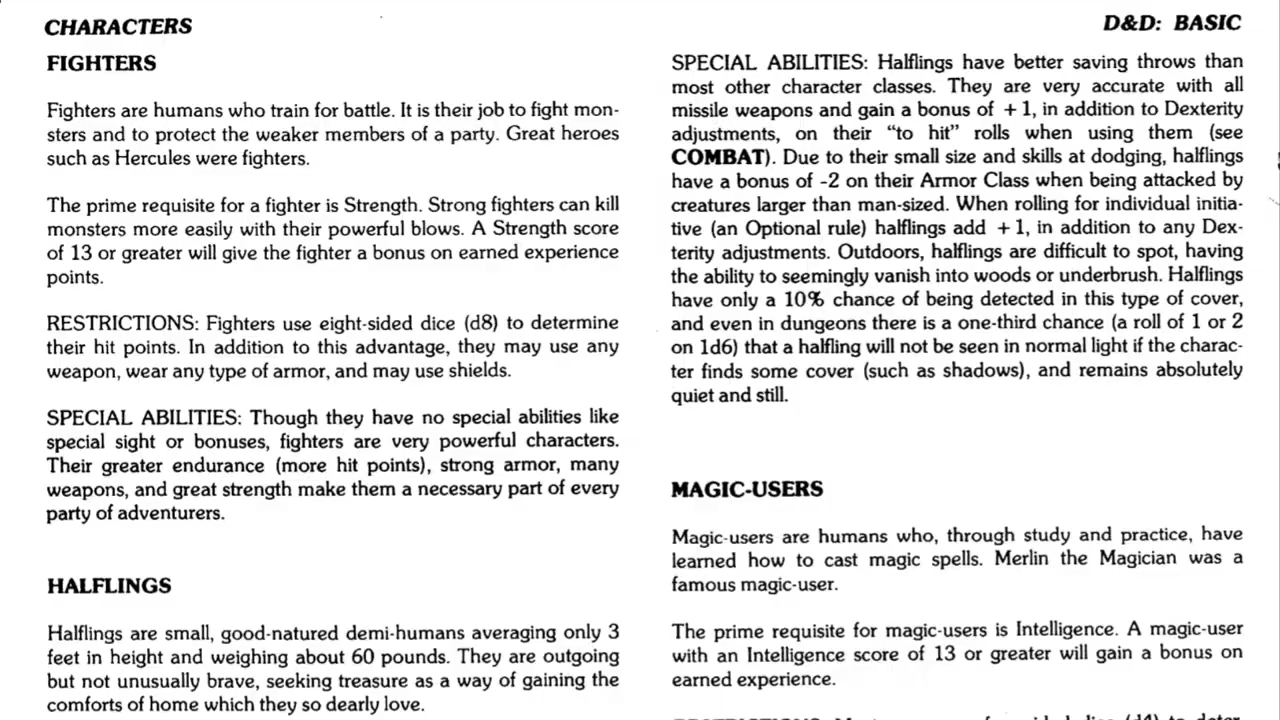 CHARACTERS
D&D: BASIC
FIGHTERS
Fighters are humans who train for battle. It is their job to fight mon-
sters and to protect the weaker members of a party. Great heroes
such as Hercules were fighters.
The prime requisite for a fighter is Strength. Strong fighters can kill
monsters more easily with their powerful blows. A Strength score
of 13 or greater will give the fighter a bonus on earned experience
points.
RESTRICTIONS: Fighters use eight-sided dice (d8) to determine
their hit points. In addition to this advantage, they may use any
weapon, wear any type of armor, and may use shields.
SPECIAL ABILITIES: Though they have no special abilities like
special sight or bonuses, fighters are very powerful characters.
Their greater endurance (more hit points), strong armor, many
weapons, and great strength make them a necessary part of every
party of adventurers.
HALFLINGS
Halflings are small, good-natured demi-humans averaging only 3
feet in height and weighing about 60 pounds. They are outgoing
but not unusually brave, seeking treasure as a way of gaining the
comforts of home which they so dearly love.
SPECIAL ABILITIES: Halflings have better saving throws than
most other character classes. They are very accurate with all
missile weapons and gain a bonus of +1, in addition to Dexterity
adjustments, on their “to hit” rolls when using them (see
COMBAT). Due to their small size and skills at dodging, halflings
have a bonus of -2 on their Armor Class when being attacked by
creatures larger than man-sized. When rolling for individual initia-
tive (an Optional rule) halflings add +1, in addition to any Dex-
terity adjustments. Outdoors, halflings are difficult to spot, having
the ability to seemingly vanish into woods or underbrush. Halflings
have only a 10% chance of being detected in this type of cover,
and even in dungeons there is a one-third chance (a roll of 1 or 2
on 1d6) that a halfling will not be seen in normal light if the charac-
ter finds some cover (such as shadows), and remains absolutely
quiet and still.
MAGIC-USERS
Magic-users are humans who, through study and practice, have
learned how to cast magic spells. Merlin the Magician was a
famous magic-user.
The prime requisite for magic-users is Intelligence. A magic-user
with an Intelligence score of 13 or greater will gain a bonus on
earned experience.